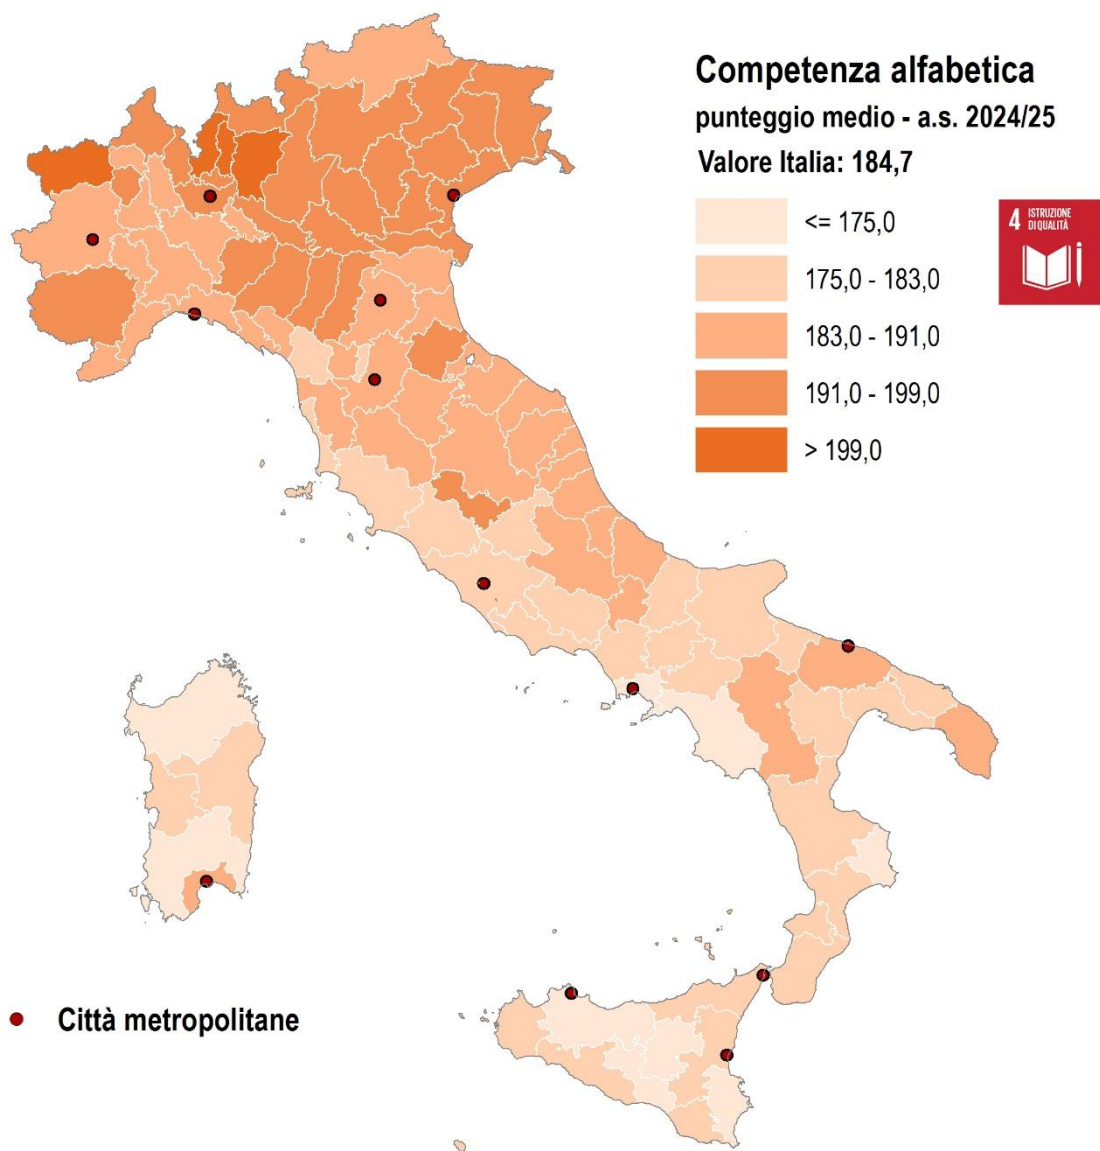 Competenza alfabetica
punteggio medio - a.s. 2024/25
Valore Italia: 184,7
<= 175,0
175,0 - 183,0
183,0 - 191,0
191,0 - 199,0
> 199,0
4 ISTRUZIONE
DI QUALITÀ
Città metropolitane